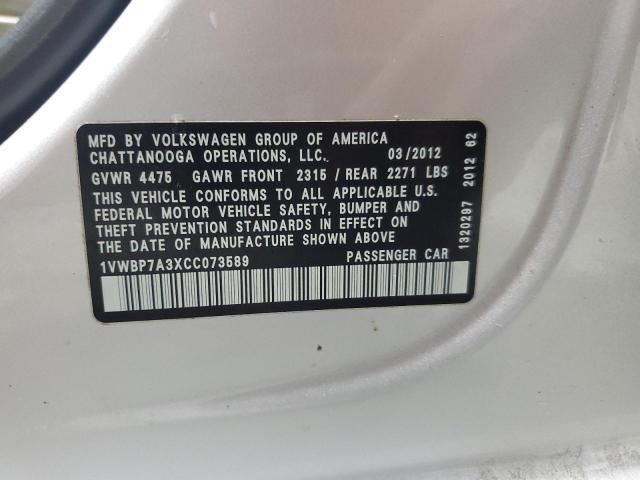 MFD BY VOLKSWAGEN GROUP OF AMERICA
CHATTANOOGA OPERATIONS, LLC. 03/2012
GVWR 4475 GAWR FRONT 2315 / REAR 2271 LBS
THIS VEHICLE CONFORMS TO ALL APPLICABLE U.S.
FEDERAL MOTOR VEHICLE SAFETY, BUMPER AND
THEFT PREVENTION STANDARDS IN EFFECT ON
THE DATE OF MANUFACTURE SHOWN ABOVE
1VWBP7A3XCC073589 PASSENGER CAR
1320297 2012 62